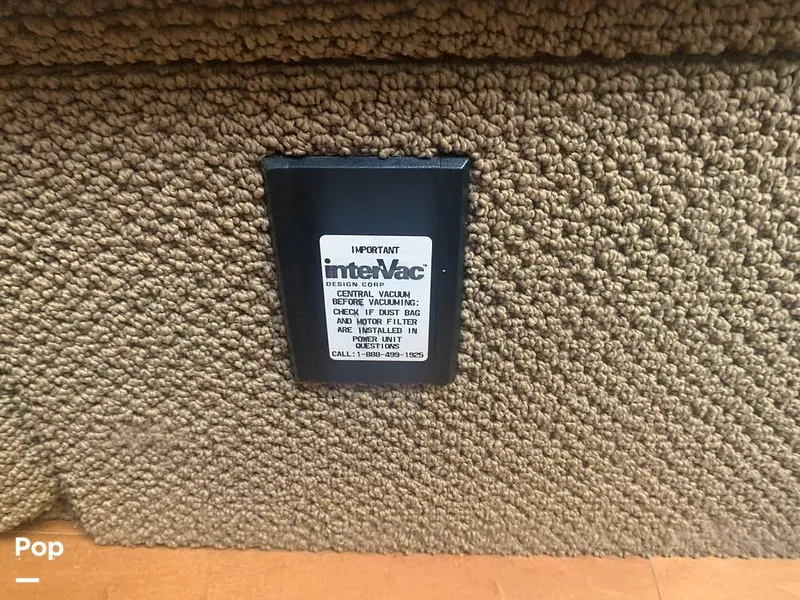 IMPORTANT
interVac™
DESIGN CORP
CENTRAL VACUUM
BEFORE VACUUMING:
CHECK IF DUST BAG
AND MOTOR FILTER
ARE INSTALLED IN
POWER UNIT
QUESTIONS
CALL:1-888-499-1925
Pop